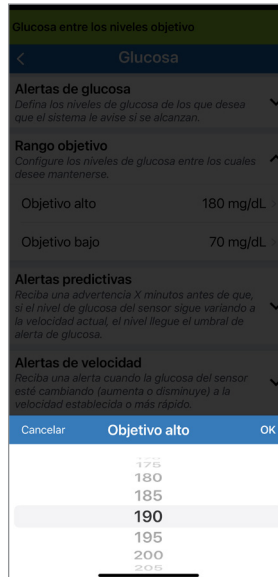 Glucosa entre los niveles objetivo
Glucosa
Alertas de glucosa
Defina los niveles de glucosa de los que desea
que el sistema le avise si se alcanzan.
Rango objetivo
Configure los niveles de glucosa entre los cuales
desee mantenerse.
Objetivo alto 180 mg/dL
Objetivo bajo 70 mg/dL
Alertas predictivas
Reciba una advertencia X minutos antes de que,
si el nivel de glucosa del sensor sigue variando a
la velocidad actual, el nivel llegue el umbral de
alerta de glucosa.
Alertas de velocidad
Reciba una alerta cuando la glucosa del sensor
esté cambiando (aumenta o disminuye) a la
velocidad establecida o más rápido.
Cancelar Objetivo alto OK
175
180
185
190
195
200
205